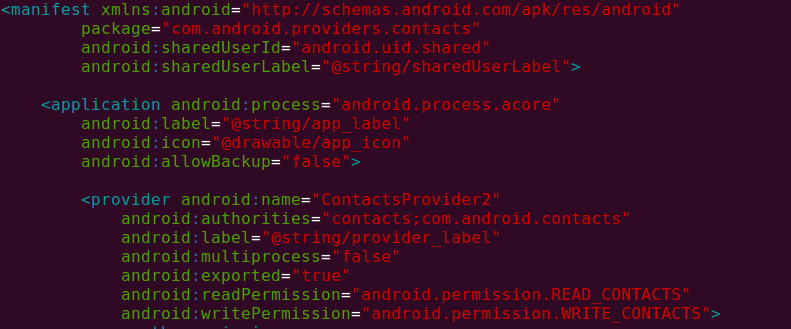 <manifest xmlns:android="http://schemas.android.com/apk/res/android"
package="com.android.providers.contacts"
android:sharedUserId="android.uid.shared"
android:sharedUserLabel="@string/sharedUserLabel">
<application android:process="android.process.acore"
android:label="@string/app_label"
android:icon="@drawable/app_icon"
android:allowBackup="false">
<provider android:name="ContactsProvider2"
android:authorities="contacts;com.android.contacts"
android:label="@string/provider_label"
android:multiprocess="false"
android:exported="true"
android:readPermission="android.permission.READ_CONTACTS"
android:writePermission="android.permission.WRITE_CONTACTS">